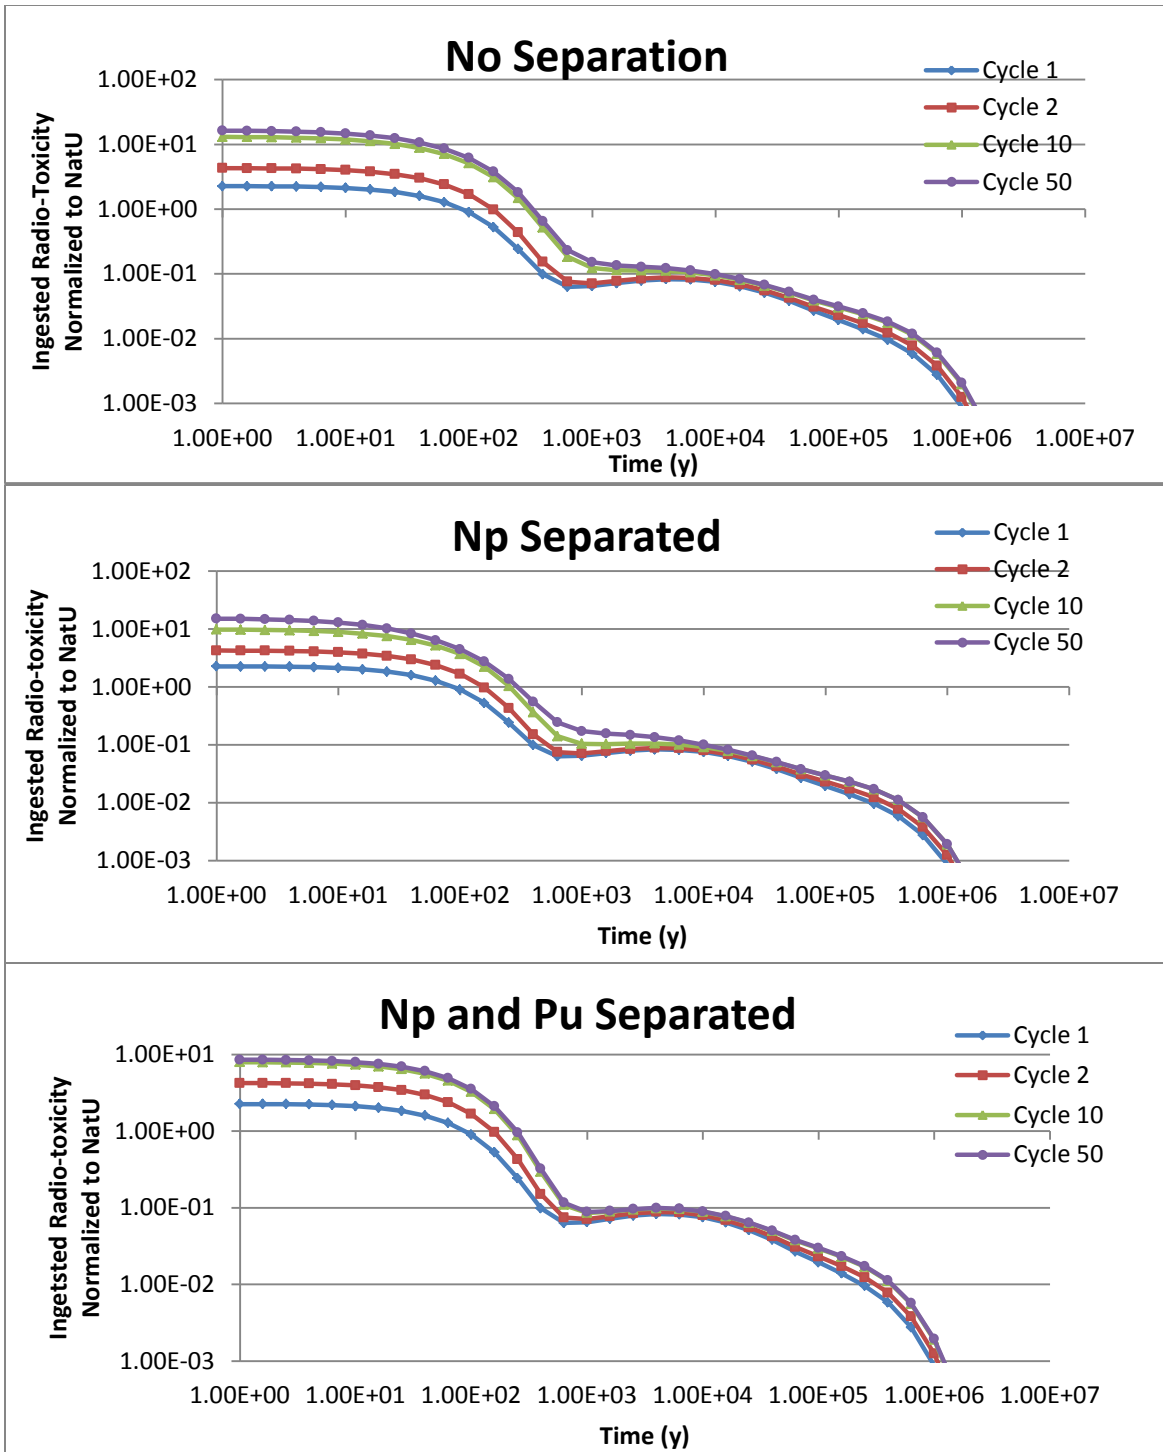 No Separation
Ingested Radio-Toxicity
Normalized to NatU
1.00E+02
1.00E+01
1.00E+00
1.00E-01
1.00E-02
1.00E-03
1.00E+00 1.00E+01 1.00E+02 1.00E+03 1.00E+04 1.00E+05 1.00E+06 1.00E+07
Time (y)
Cycle 1
Cycle 2
Cycle 10
Cycle 50
Np Separated
Ingested Radio-toxicity
Normalized to NatU
1.00E+02
1.00E+01
1.00E+00
1.00E-01
1.00E-02
1.00E-03
1.00E+00 1.00E+01 1.00E+02 1.00E+03 1.00E+04 1.00E+05 1.00E+06 1.00E+07
Time (y)
Cycle 1
Cycle 2
Cycle 10
Cycle 50
Np and Pu Separated
Ingetsted Radio-toxicity
Normalized to NatU
1.00E+01
1.00E+00
1.00E-01
1.00E-02
1.00E-03
1.00E+00 1.00E+01 1.00E+02 1.00E+03 1.00E+04 1.00E+05 1.00E+06 1.00E+07
Time (y)
Cycle 1
Cycle 2
Cycle 10
Cycle 50